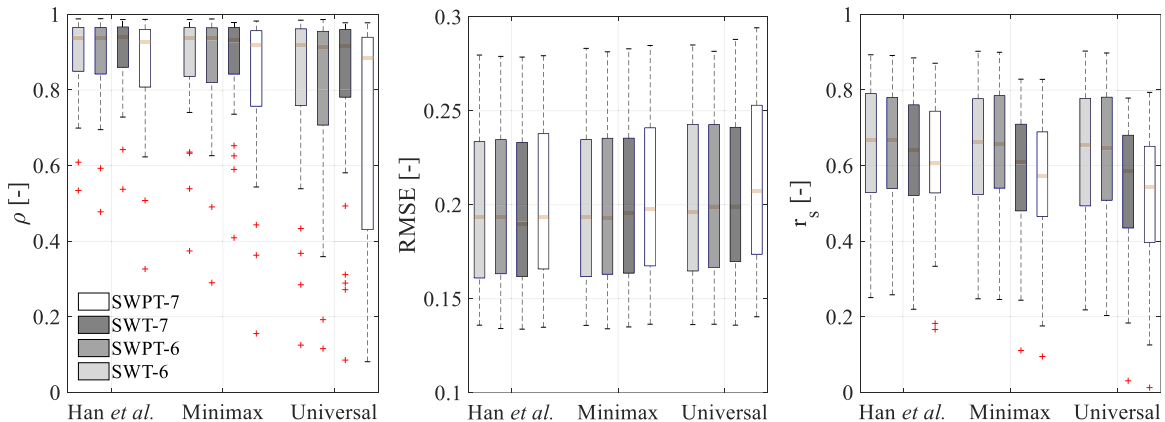 1
0.8
0.6
0.4
0.2
0
ρ [-]
SWPT-7
SWT-7
SWPT-6
SWT-6
Han et al.
Minimax
Universal
0.3
0.25
0.2
0.15
0.1
RMSE [-]
Han et al.
Minimax
Universal
1
0.8
0.6
0.4
0.2
0
rs [-]
Han et al.
Minimax
Universal